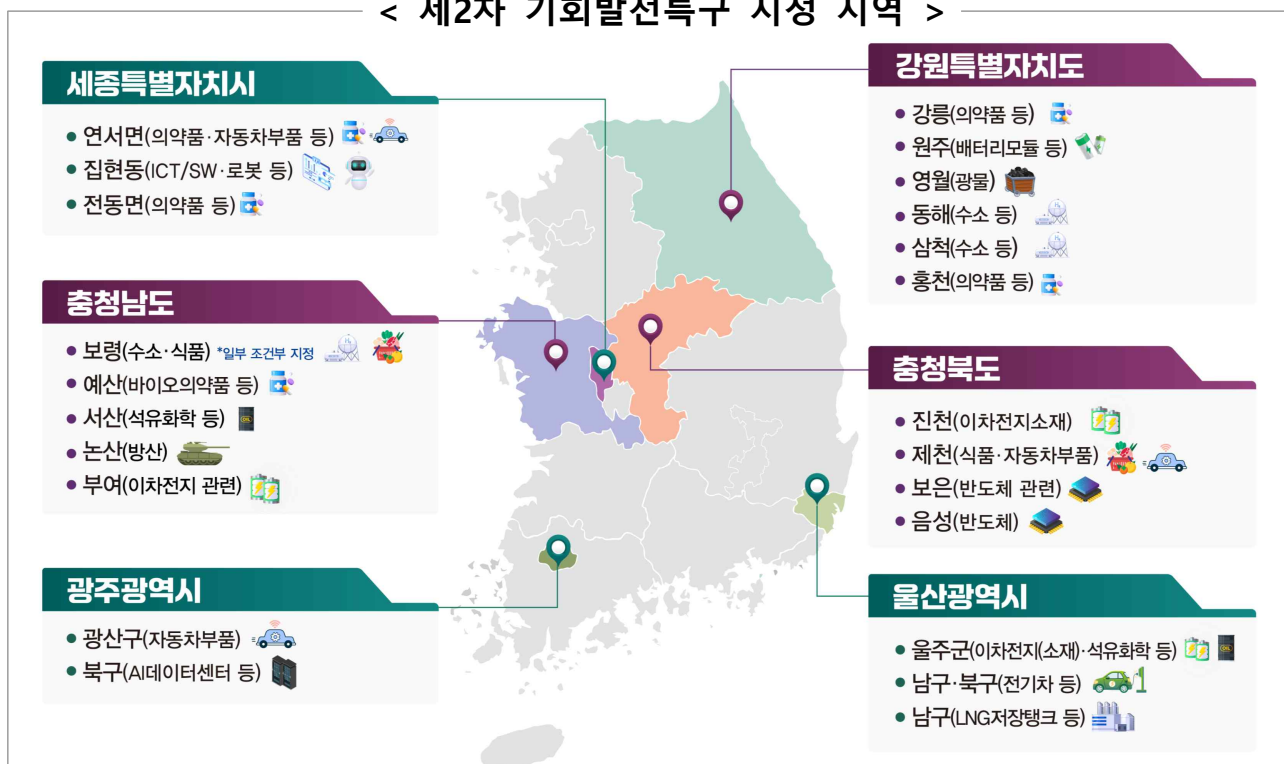 < 제2차 기회발전특구 지정 지역 >
세종특별자치시
• 연서면(의약품·자동차부품 등)
• 집현동(ICT/SW·로봇 등)
• 전동면(의약품 등)
충청남도
• 보령(수소·식품) *일부 조건부 지정
• 예산(바이오의약품 등)
• 서산(석유화학 등)
• 논산(방산)
• 부여(이차전지 관련)
광주광역시
• 광산구(자동차부품)
• 북구(AI데이터센터 등)
강원특별자치도
• 강릉(의약품 등)
• 원주(배터리모듈 등)
• 영월(광물)
• 동해(수소 등)
• 삼척(수소 등)
• 홍천(의약품 등)
충청북도
• 진천(이차전지소재)
• 제천(식품·자동차부품)
• 보은(반도체 관련)
• 음성(반도체)
울산광역시
• 울주군(이차전지(소재)·석유화학 등)
• 남구·북구(전기차 등)
• 남구(LNG저장탱크 등)